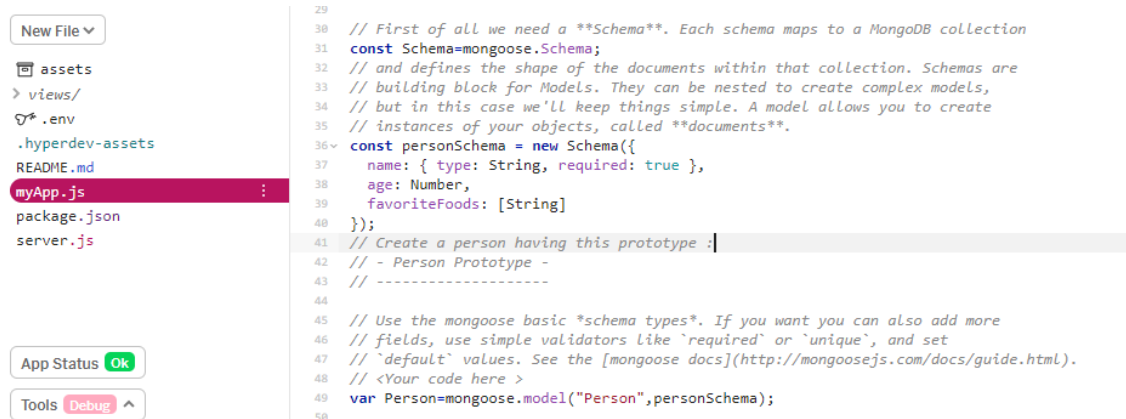 New File
assets
> views/
.env
.hyperdev-assets
README.md
myApp.js
package.json
server.js
App Status Ok
Tools Debug
29
30 // First of all we need a **Schema**. Each schema maps to a MongoDB collection
31 const Schema=mongoose.Schema;
32 // and defines the shape of the documents within that collection. Schemas are
33 // building block for Models. They can be nested to create complex models,
34 // but in this case we'll keep things simple. A model allows you to create
35 // instances of your objects, called **documents**.
36 const personSchema = new Schema({
37 name: { type: String, required: true },
38 age: Number,
39 favoriteFoods: [String]
40 });
41 // Create a person having this prototype :
42 // - Person Prototype -
43 // --------------------
44
45 // Use the mongoose basic *schema types*. If you want you can also add more
46 // fields, use simple validators like `required` or `unique`, and set
47 // `default` values. See the [mongoose docs](http://mongoosejs.com/docs/guide.html).
48 // <Your code here >
49 var Person=mongoose.model("Person",personSchema);
50